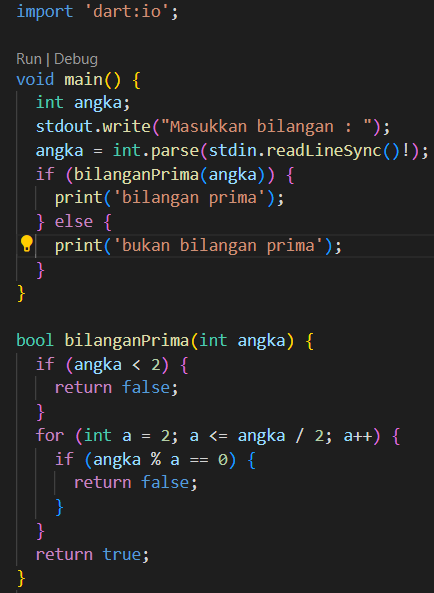 import 'dart:io';
Run | Debug
void main() {
int angka;
stdout.write("Masukkan bilangan : ");
angka = int.parse(stdin.readLineSync()!);
if (bilanganPrima(angka)) {
print('bilangan prima');
} else {
print('bukan bilangan prima');
}
}
bool bilanganPrima(int angka) {
if (angka < 2) {
return false;
}
for (int a = 2; a <= angka / 2; a++) {
if (angka % a == 0) {
return false;
}
}
return true;
}